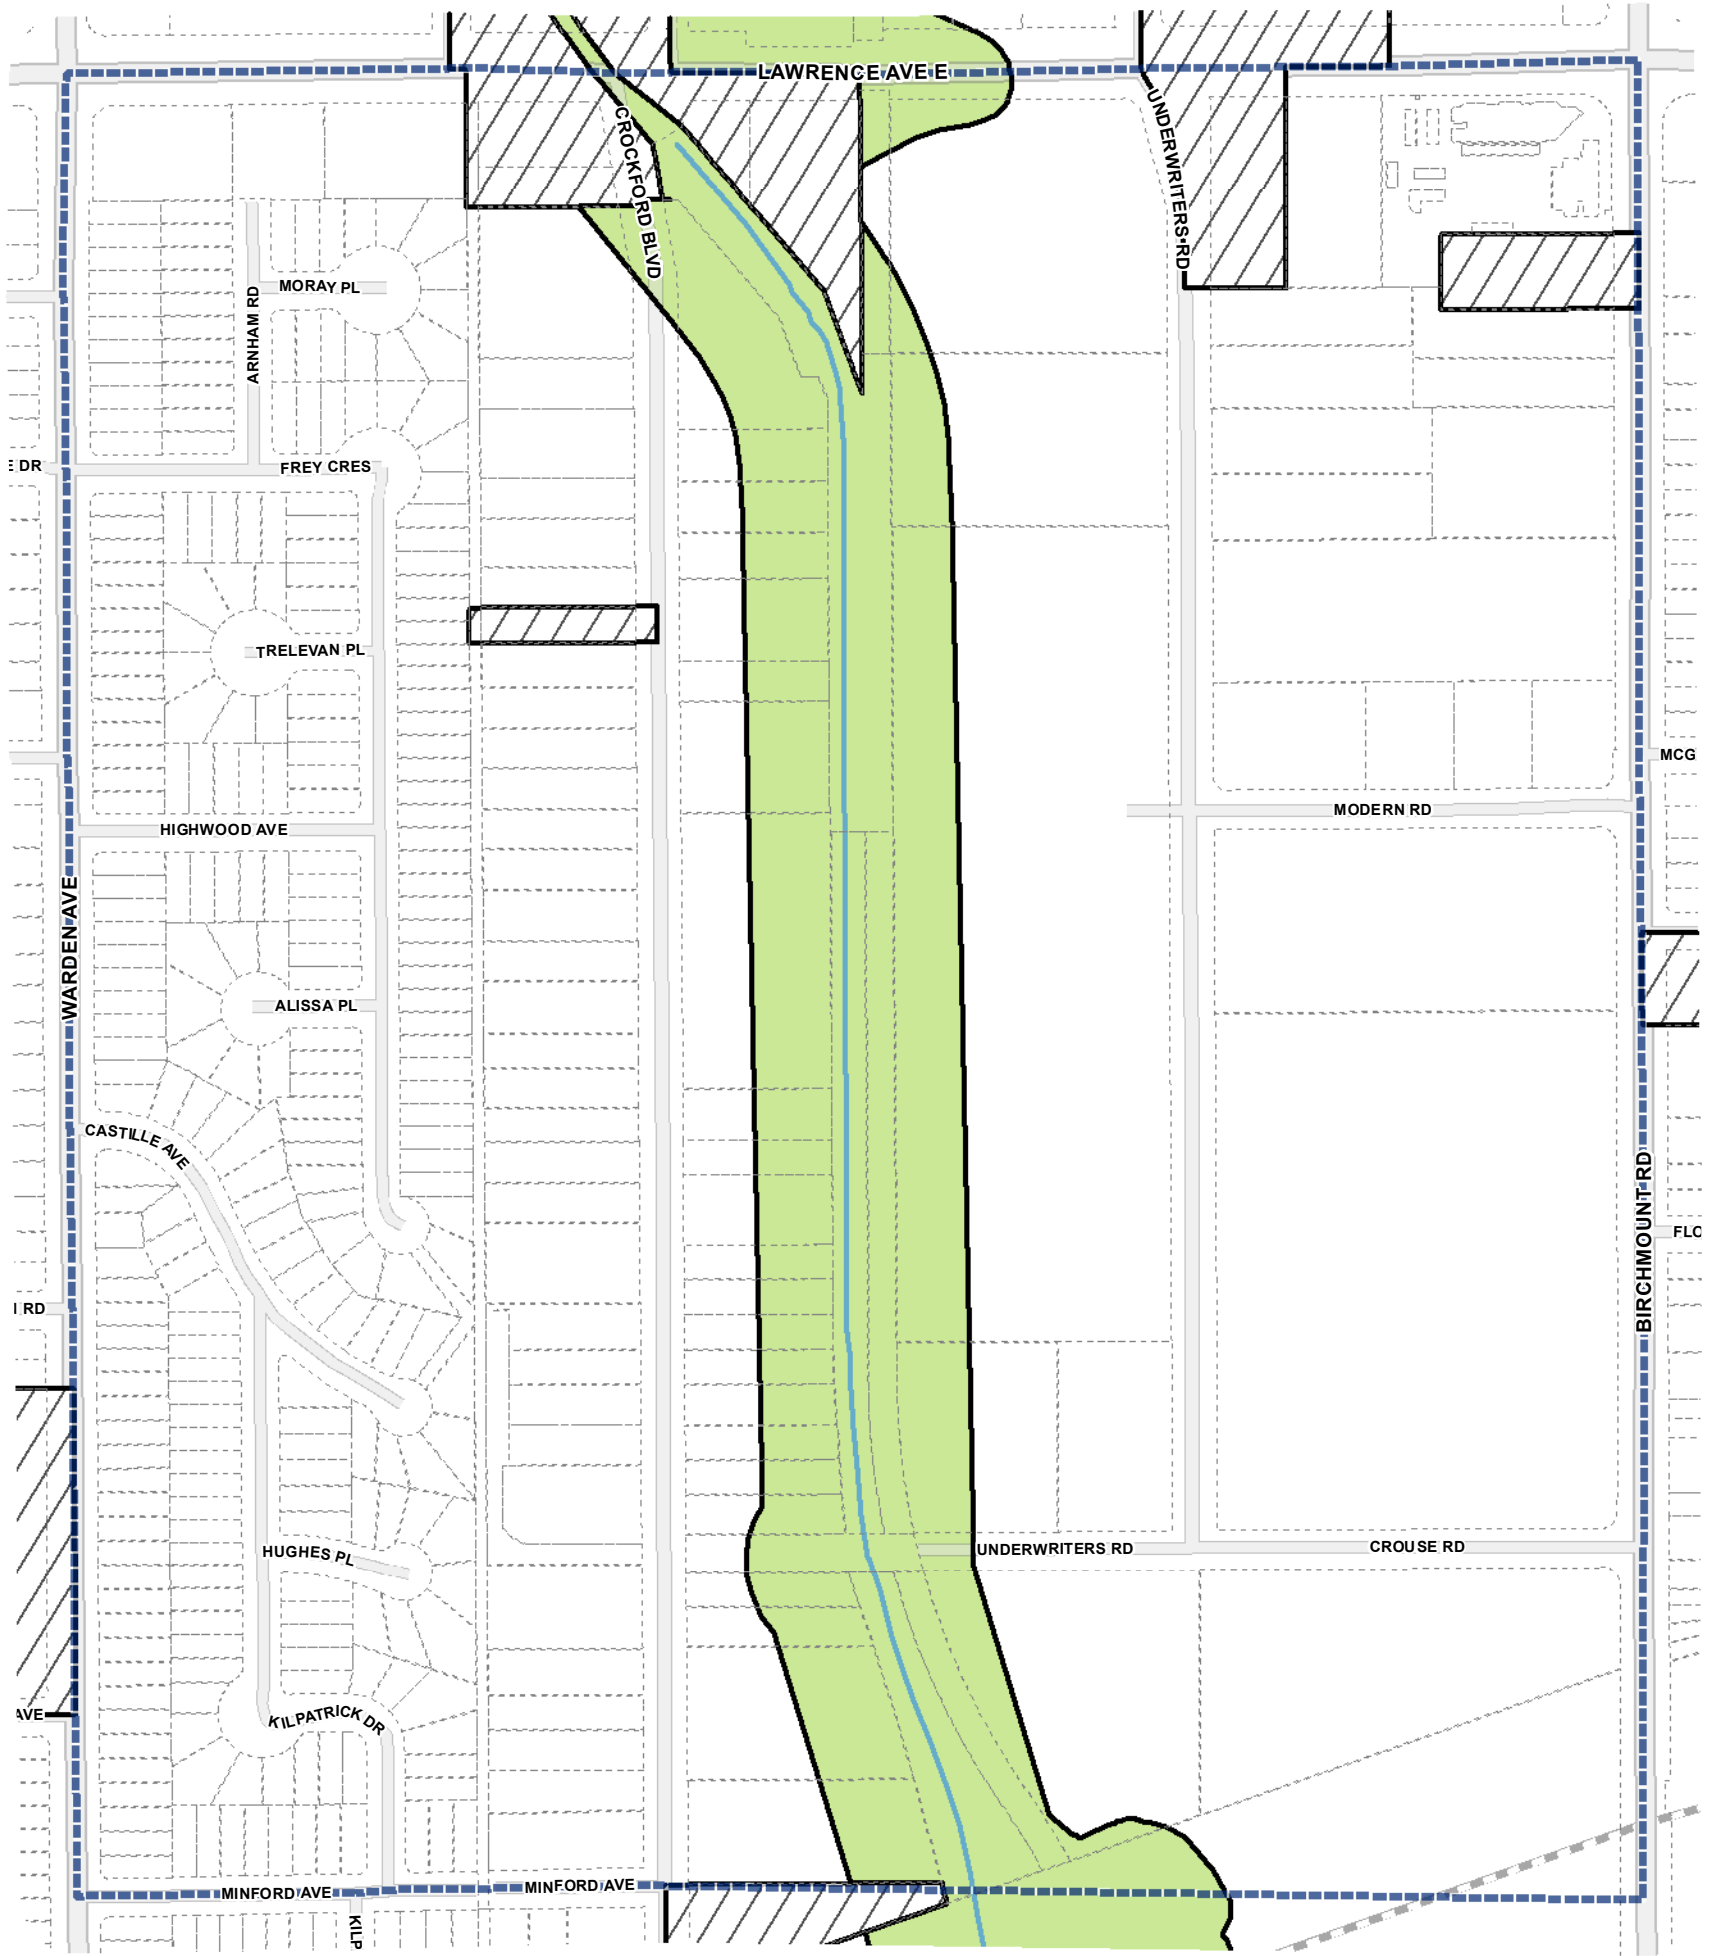 LAWRENCE AVE E
CROCKFORD BLVD
UNDERWRITERS RD
MORAY PL
ARNHAM RD
E DR
FREY CRES
TRELEVAN PL
MCG
MODERN RD
HIGHWOOD AVE
WARDEN AVE
ALISSA PL
CASTILLE AVE
BIRCHMOUNT RD
FLO
I RD
UNDERWRITERS RD
CROUSE RD
HUGHES PL
AVE
KILPATRICK DR
MINFORD AVE
MINFORD AVE
KILP